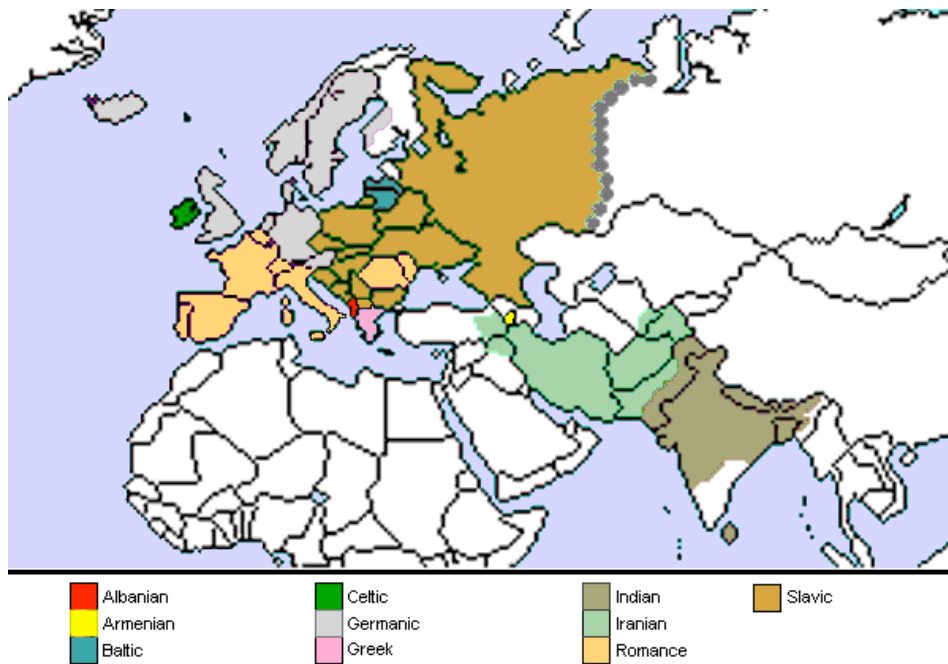 Albanian
Armenian
Baltic
Celtic
Germanic
Greek
Indian
Iranian
Romance
Slavic